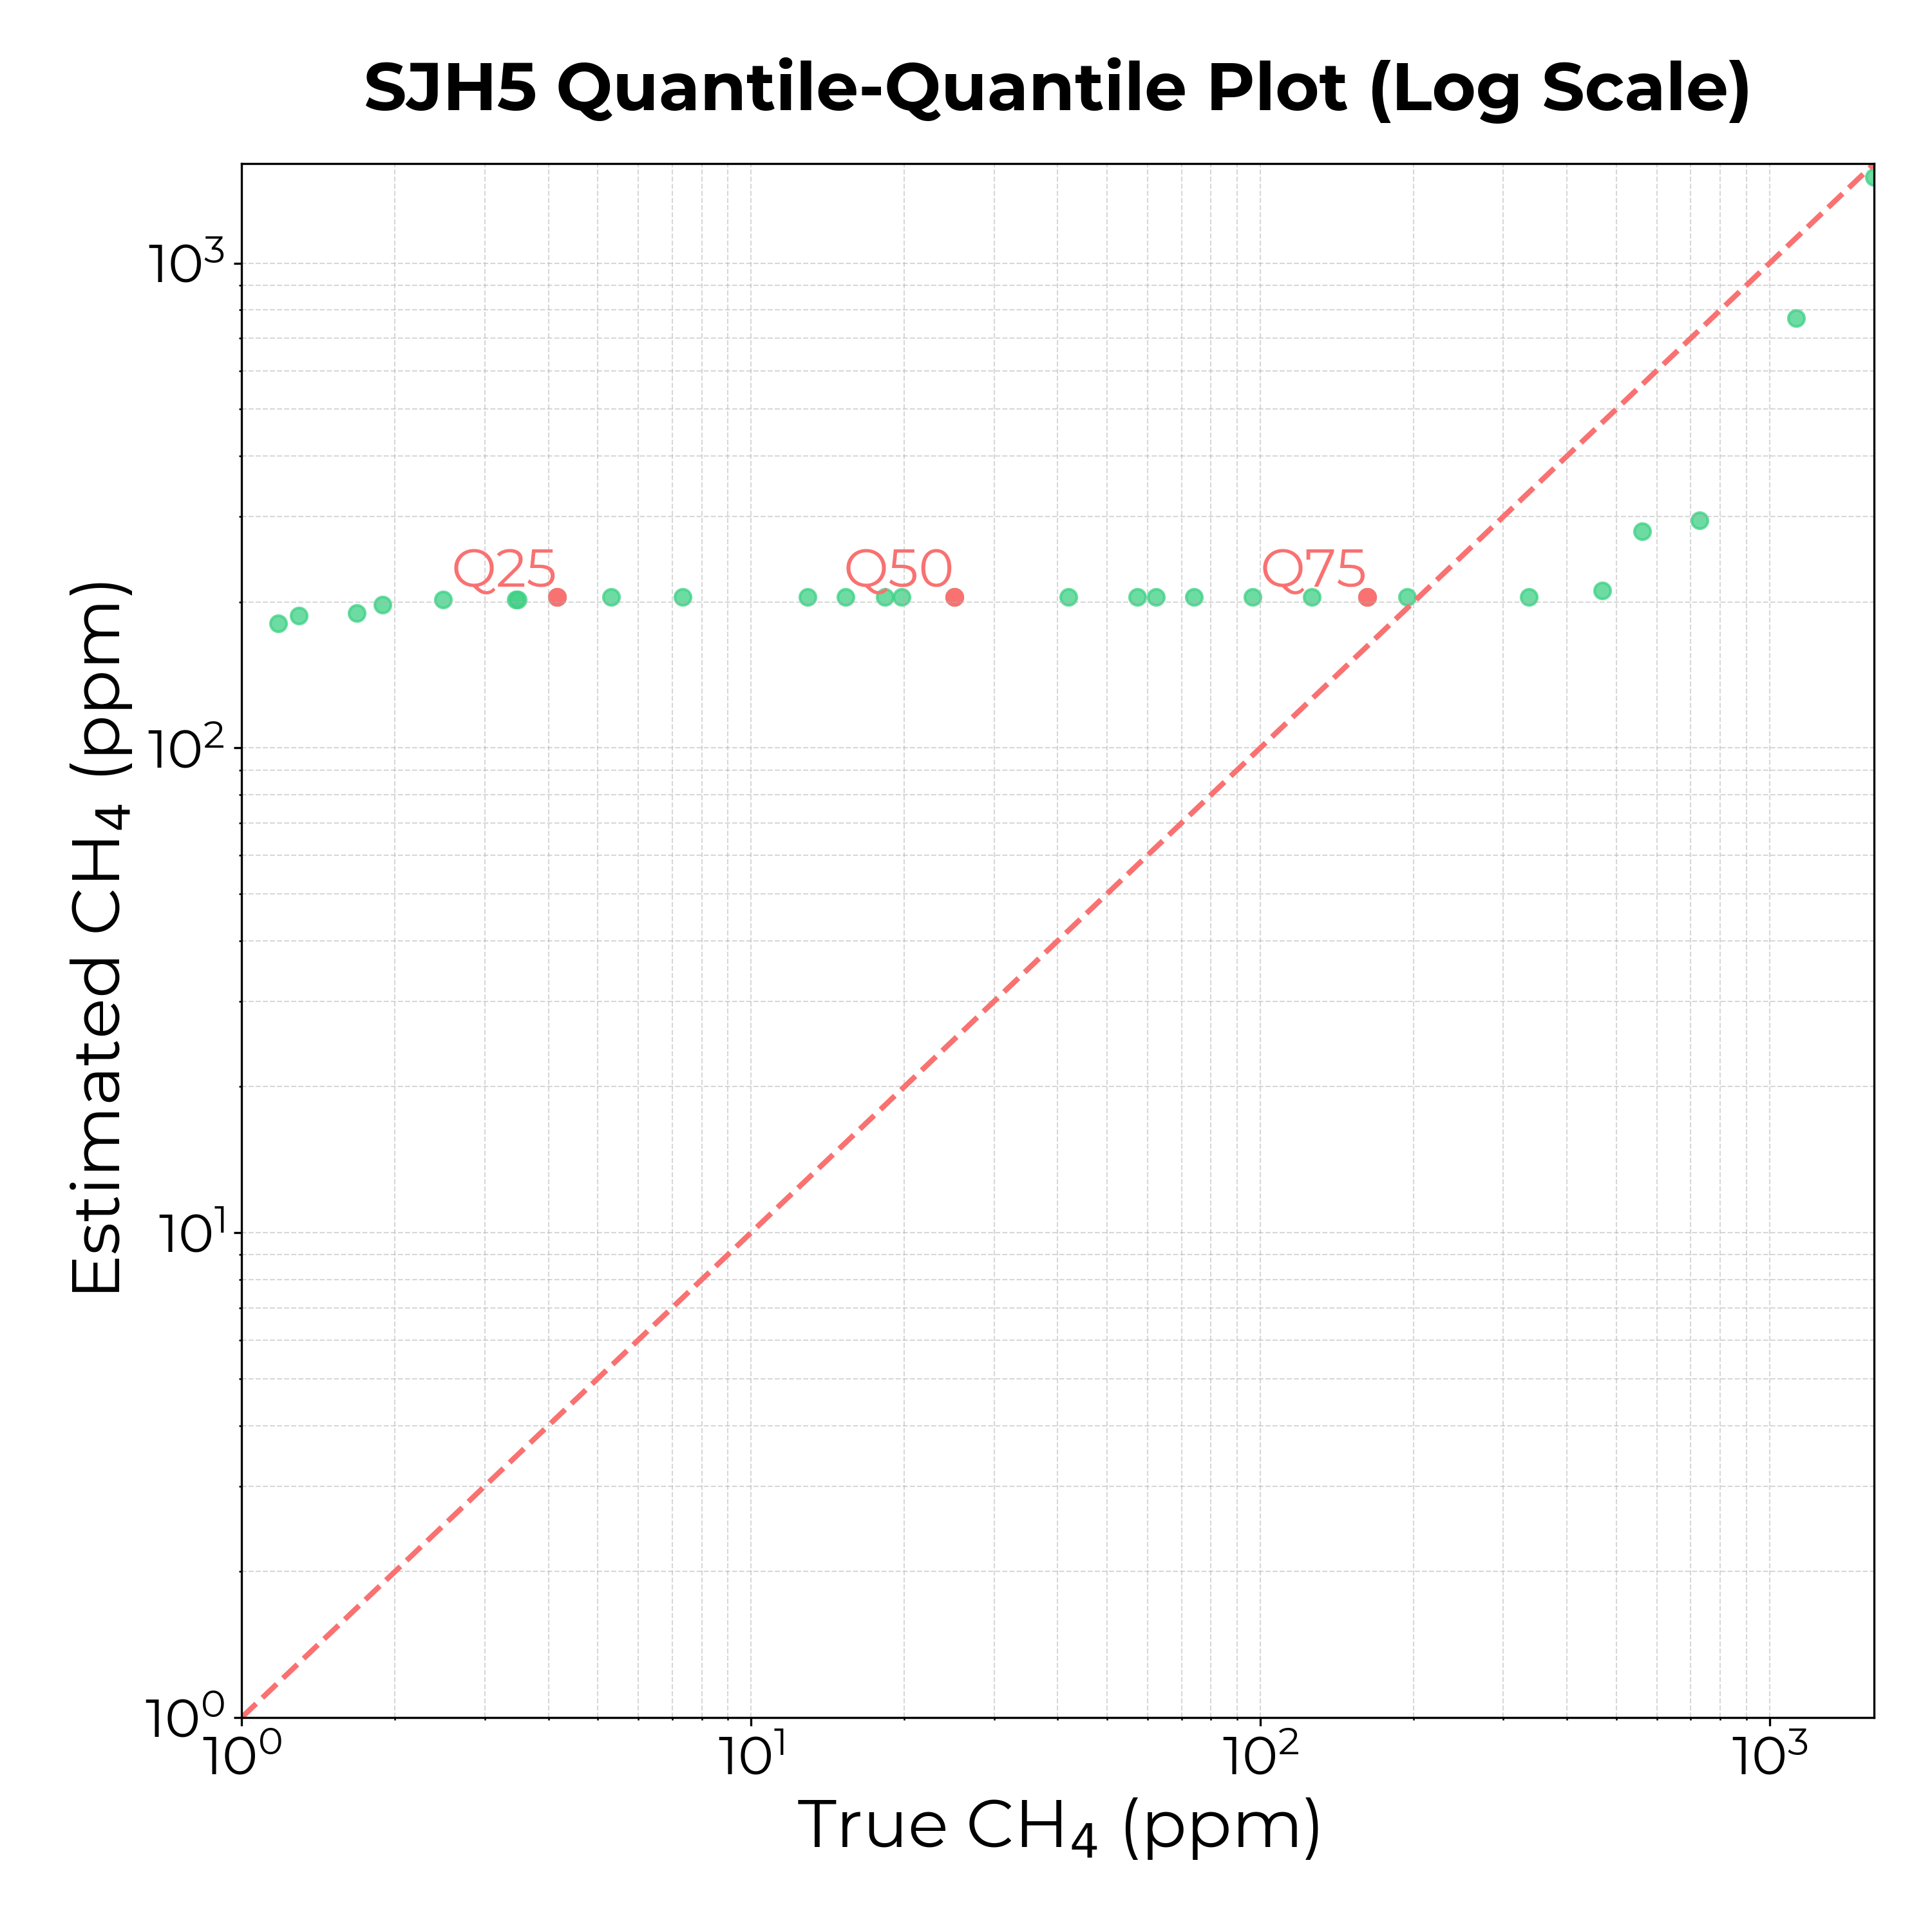 SJH5 Quantile-Quantile Plot (Log Scale)
Estimated CH₄ (ppm)
10³
10²
10¹
10⁰
Q25
Q50
Q75
10⁰
10¹
10²
10³
True CH₄ (ppm)